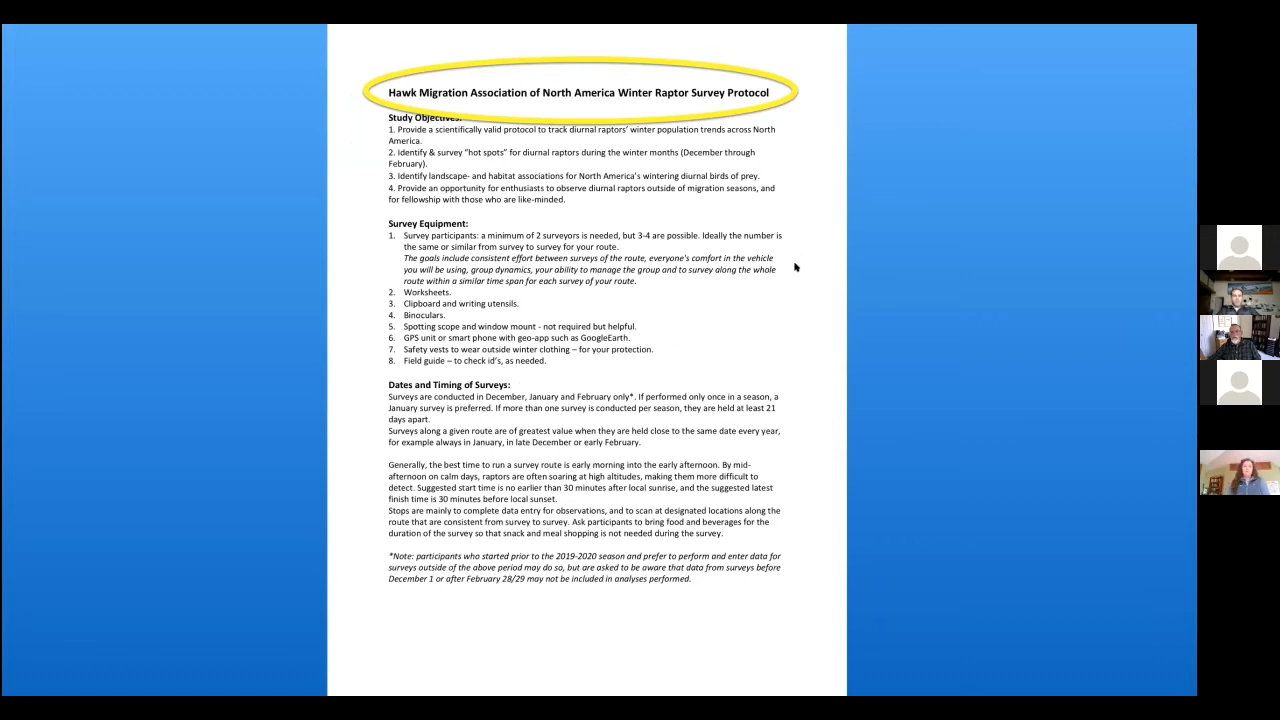 Hawk Migration Association of North America Winter Raptor Survey Protocol
Study Objectives:
1. Provide a scientifically valid protocol to track diurnal raptors' winter population trends across North
America.
2. Identify & survey "hot spots" for diurnal raptors during the winter months (December through
February).
3. Identify landscape- and habitat associations for North America's wintering diurnal birds of prey.
4. Provide an opportunity for enthusiasts to observe diurnal raptors outside of migration seasons, and
for fellowship with those who are like-minded.
Survey Equipment:
1. Survey participants: a minimum of 2 surveyors is needed, but 3-4 are possible. Ideally the number is
the same or similar from survey to survey for your route.
The goals include consistent effort between surveys of the route, everyone's comfort in the vehicle
you will be using, group dynamics, your ability to manage the group and to survey along the whole
route within a similar time span for each survey of your route.
2. Worksheets.
3. Clipboard and writing utensils.
4. Binoculars.
5. Spotting scope and window mount - not required but helpful.
6. GPS unit or smart phone with geo-app such as GoogleEarth.
7. Safety vests to wear outside winter clothing – for your protection.
8. Field guide – to check id's, as needed.
Dates and Timing of Surveys:
Surveys are conducted in December, January and February only*. If performed only once in a season, a
January survey is preferred. If more than one survey is conducted per season, they are held at least 21
days apart.
Surveys along a given route are of greatest value when they are held close to the same date every year,
for example always in January, in late December or early February.
Generally, the best time to run a survey route is early morning into the early afternoon. By mid-
afternoon on calm days, raptors are often soaring at high altitudes, making them more difficult to
detect. Suggested start time is no earlier than 30 minutes after local sunrise, and the suggested latest
finish time is 30 minutes before local sunset.
Stops are mainly to complete data entry for observations, and to scan at designated locations along the
route that are consistent from survey to survey. Ask participants to bring food and beverages for the
duration of the survey so that snack and meal shopping is not needed during the survey.
*Note: participants who started prior to the 2019-2020 season and prefer to perform and enter data for
surveys outside of the above period may do so, but are asked to be aware that data from surveys before
December 1 or after February 28/29 may not be included in analyses performed.